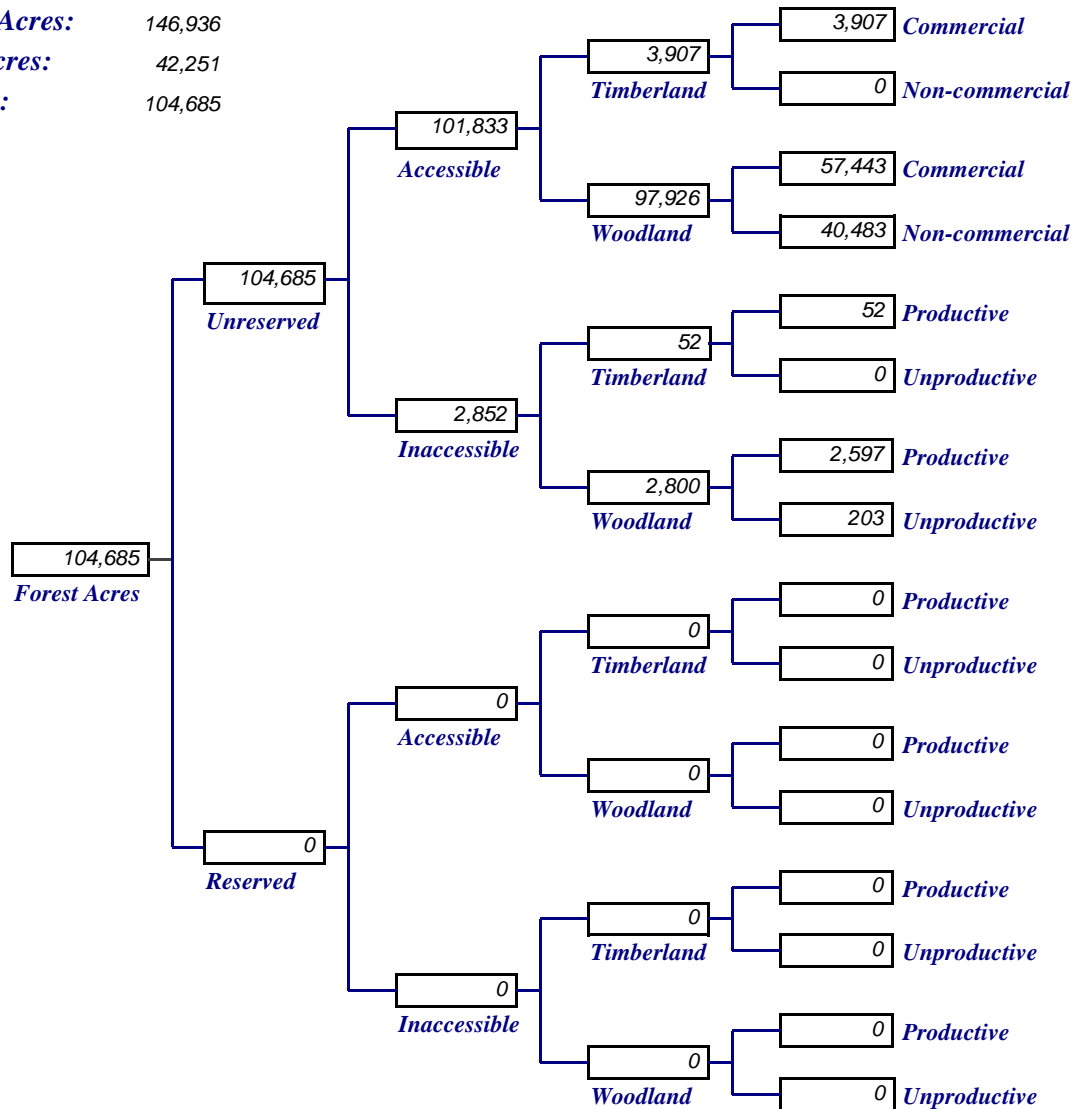 Acres: 146,936
cres: 42,251
: 104,685
3,907 Commercial
3,907
Timberland
0 Non-commercial
101,833
Accessible
57,443 Commercial
97,926
Woodland
40,483 Non-commercial
104,685
Unreserved
52 Productive
52
Timberland
0 Unproductive
2,852
Inaccessible
2,597 Productive
2,800
Woodland
203 Unproductive
104,685
Forest Acres
0 Productive
0
Timberland
0 Unproductive
0
Accessible
0 Productive
0
Woodland
0 Unproductive
0
Reserved
0 Productive
0
Timberland
0 Unproductive
0
Inaccessible
0 Productive
0
Woodland
0 Unproductive